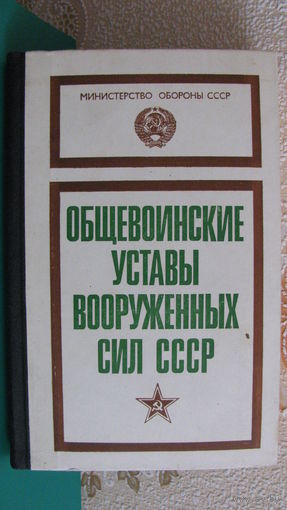 МИНИСТЕРСТВО ОБОРОНЫ СССР
ОБЩЕВОИНСКИЕ
УСТАВЫ
ВООРУЖЕННЫХ
СИЛ СССР